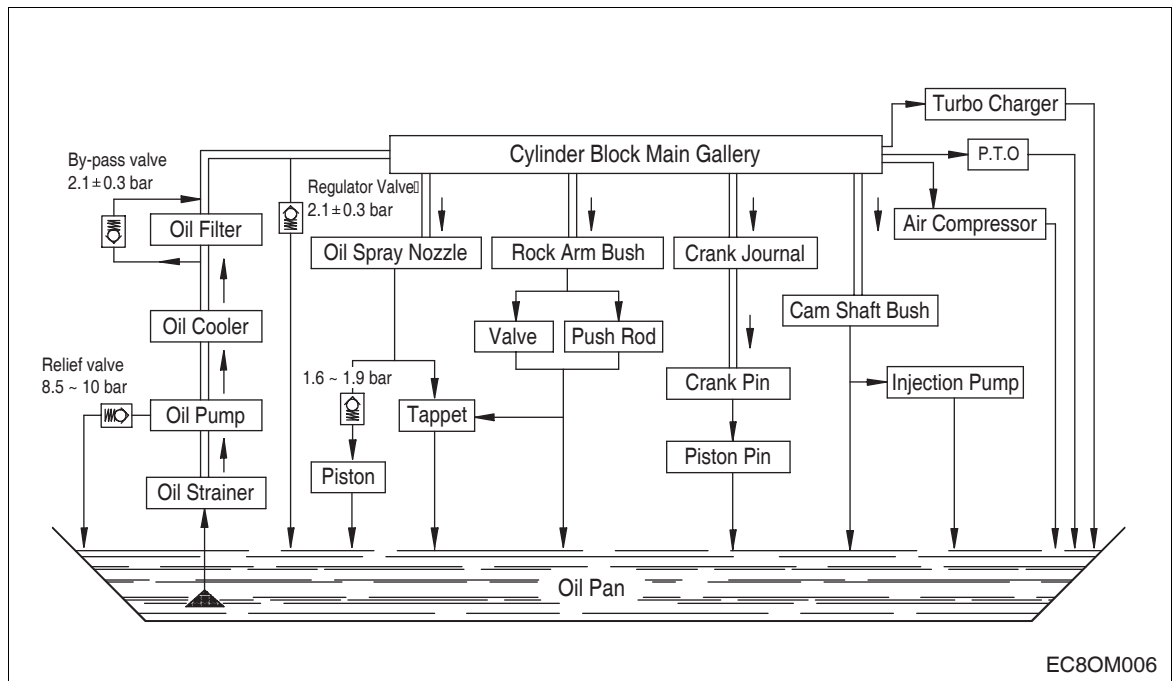 Turbo Charger
Cylinder Block Main Gallery
P.T.O
By-pass valve
2.1±0.3 bar
Regulator Valve
2.1±0.3 bar
Oil Filter
Oil Spray Nozzle
Rock Arm Bush
Crank Journal
Air Compressor
Oil Cooler
Valve
Push Rod
Cam Shaft Bush
Relief valve
8.5 ~ 10 bar
1.6 ~ 1.9 bar
Oil Pump
Tappet
Crank Pin
Injection Pump
Piston
Piston Pin
Oil Strainer
Oil Pan
EC8OM006